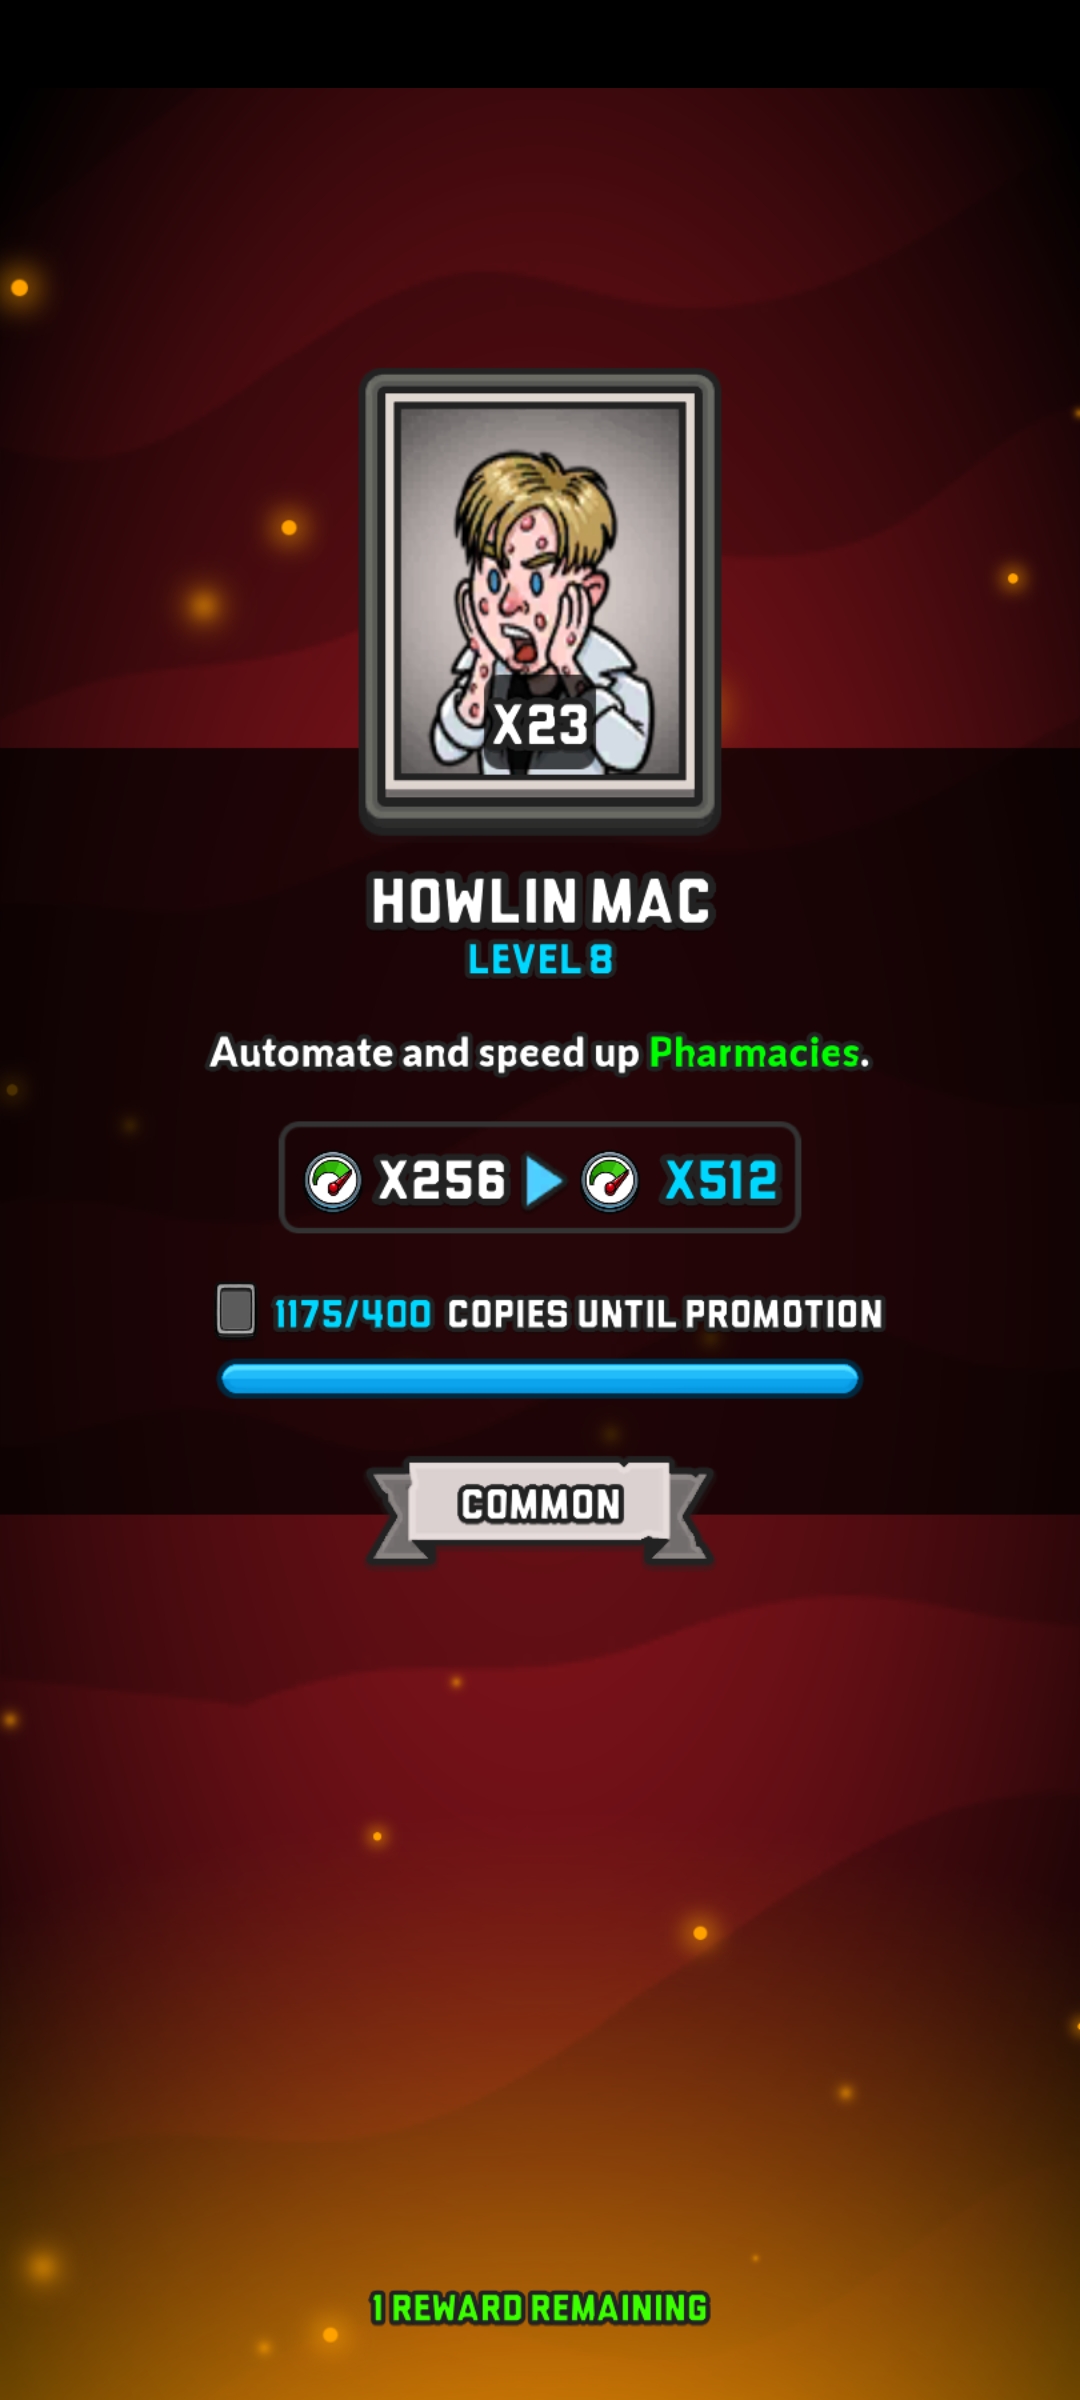 X23
HOWLIN MAC
LEVEL 8
Automate and speed up Pharmacies.
X256 X512
1175/400 COPIES UNTIL PROMOTION
COMMON
1 REWARD REMAINING